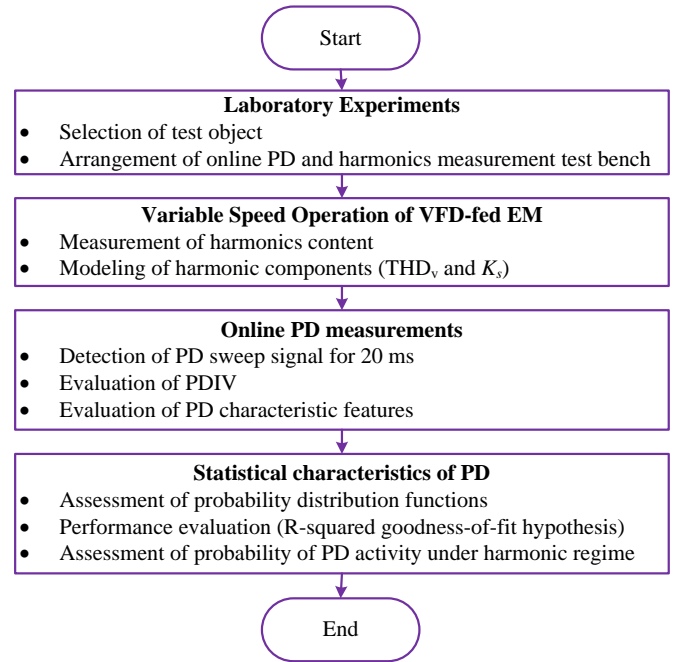 Start
Laboratory Experiments
• Selection of test object
• Arrangement of online PD and harmonics measurement test bench
Variable Speed Operation of VFD-fed EM
• Measurement of harmonics content
• Modeling of harmonic components (THDv and Ks)
Online PD measurements
• Detection of PD sweep signal for 20 ms
• Evaluation of PDIV
• Evaluation of PD characteristic features
Statistical characteristics of PD
• Assessment of probability distribution functions
• Performance evaluation (R-squared goodness-of-fit hypothesis)
• Assessment of probability of PD activity under harmonic regime
End